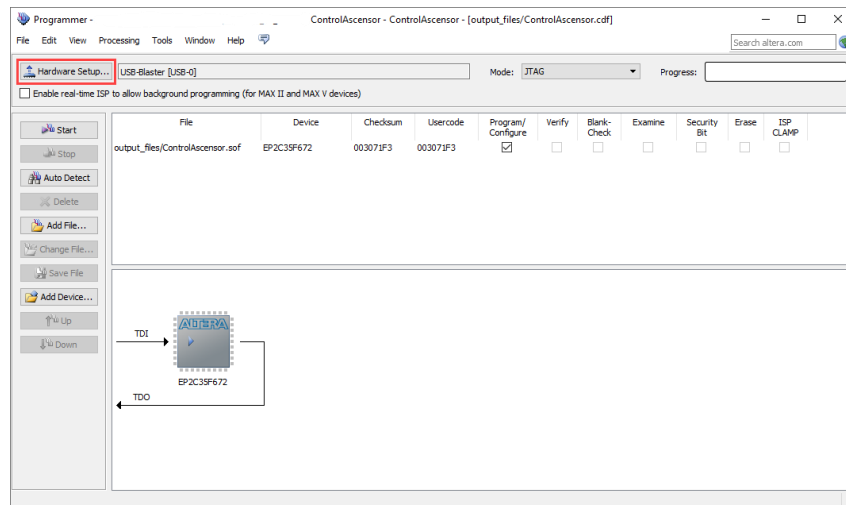 Programmer - ControlAscensor - ControlAscensor - [output_files/ControlAscensor.cdf]
File Edit View Processing Tools Window Help
Search altera.com
Hardware Setup... USB-Blaster [USB-0] Mode: JTAG Progress:
Enable real-time ISP to allow background programming (for MAX II and MAX V devices)
Start
Stop
Auto Detect
Delete
Add File...
Change File...
Save File
Add Device...
Up
Down
File Device Checksum Usercode Program/ Verify Blank- Examine Security Erase ISP
Configure Check Bit CLAMP
output_files/ControlAscensor.sof EP2C35F672 003071F3 003071F3
ALTERA
TDI
EP2C35F672
TDO